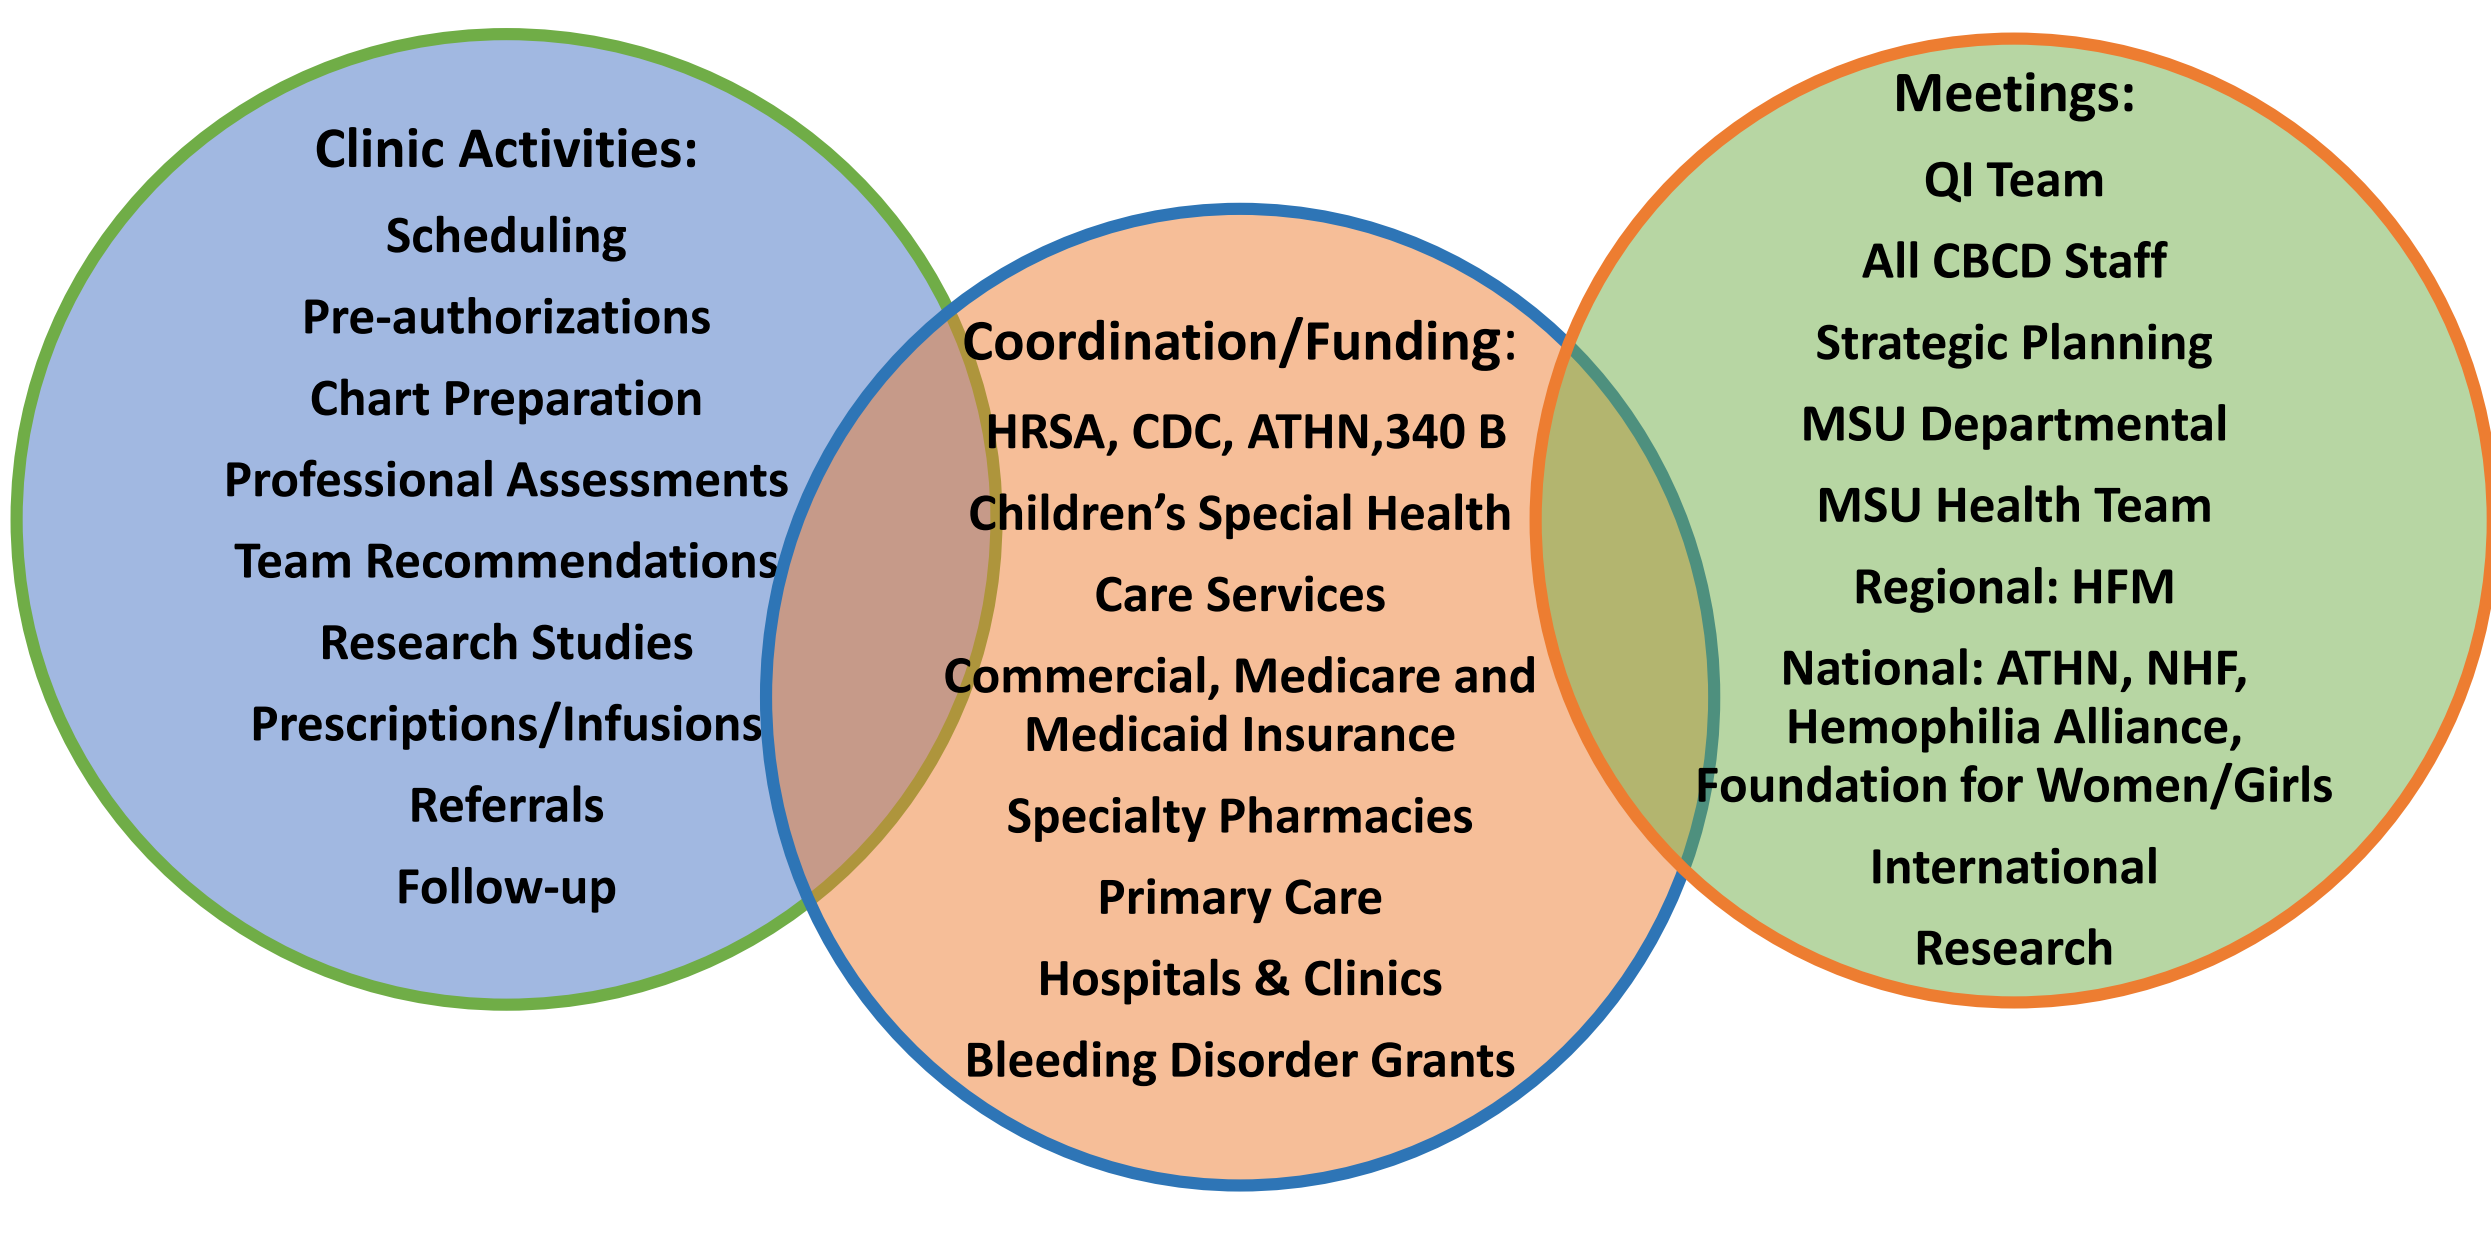 Clinic Activities:
Scheduling
Pre-authorizations
Chart Preparation
Professional Assessments
Team Recommendations
Research Studies
Prescriptions/Infusions
Referrals
Follow-up
Coordination/Funding:
HRSA, CDC, ATHN,340 B
Children’s Special Health
Care Services
Commercial, Medicare and
Medicaid Insurance
Specialty Pharmacies
Primary Care
Hospitals & Clinics
Bleeding Disorder Grants
Meetings:
QI Team
All CBCD Staff
Strategic Planning
MSU Departmental
MSU Health Team
Regional: HFM
National: ATHN, NHF,
Hemophilia Alliance,
Foundation for Women/Girls
International
Research